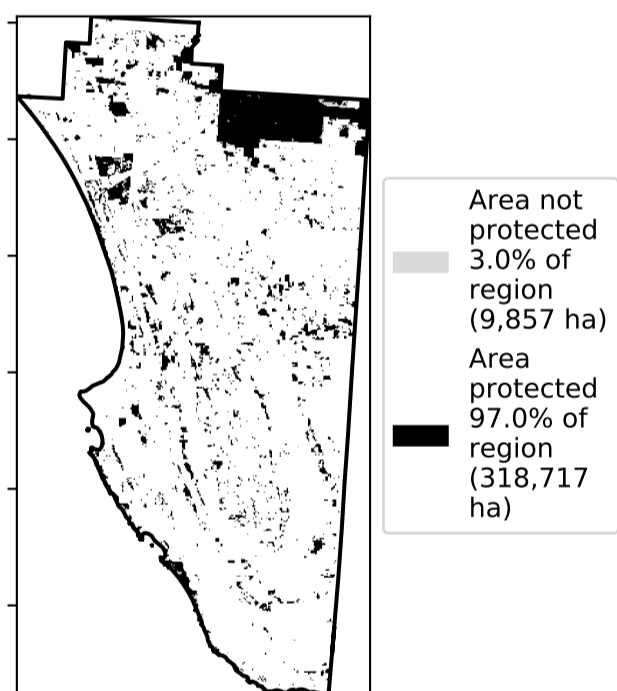 Area not
protected
3.0% of
region
(9,857 ha)
Area
protected
97.0% of
region
(318,717
ha)